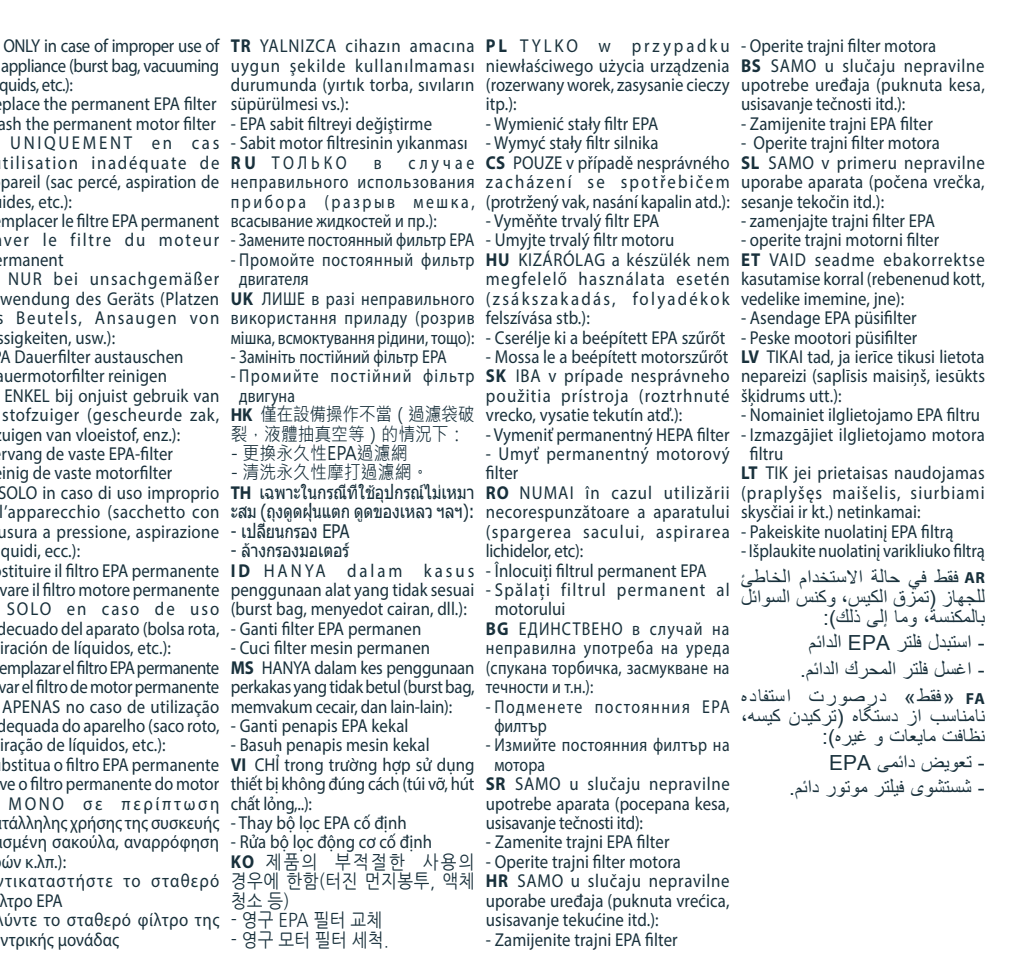 ONLY in case of improper use of
appliance (burst bag, vacuuming
etc.):
the permanent EPA filter
the permanent motor filter
UNIQUEMENT en cas
inadéquate de
(sac percé, aspiration de
etc.):
le filtre EPA permanent
le filtre du moteur
NUR bei unsachgemäßer
des Geräts (Platzen
Beutels, Ansaugen von
usw.):
Dauerfilter austauschen
reinigen
ENKEL bij onjuist gebruik van
(gescheurde zak,
van vloeistof, enz.):
de vaste EPA-filter
de vaste motorfilter
SOLO in caso di uso improprio
(sacchetto con
a pressione, aspirazione
ecc.):
il filtro EPA permanente
il filtro motore permanente
SOLO en caso de uso
del aparato (bolsa rota,
de líquidos, etc.):
el filtro EPA permanente
el filtro de motor permanente
APENAS no caso de utilização
do aparelho (saco roto,
de líquidos, etc.):
o filtro EPA permanente
o filtro permanente do motor
ΜΟΝΟ σε περίπτωση
χρήσης της συσκευής
σακούλα, αναρρόφηση
κ.λπ.):
το σταθερό
EPA
το σταθερό φίλτρο της
μονάδας
TR YALNIZCA cihazın amacına
uygun şekilde kullanılmaması
durumunda (yırtık torba, sıvıların
süpürülmesi vs.):
- EPA sabit filtreyi değiştirme
- Sabit motor filtresinin yıkanması
RU ТОЛЬКО в случае
неправильного использования
прибора (разрыв мешка,
всасывание жидкостей и пр.):
- Замените постоянный фильтр EPA
- Промойте постоянный фильтр
двигателя
UK ЛИШЕ в разі неправильного
використання приладу (розрив
мішка, всмоктування рідини, тощо):
- Замініть постійний фільтр EPA
- Промийте постійний фільтр
двигуна
HK 僅在設備操作不當 ( 過濾袋破
裂，液體抽真空等 ) 的情況下：
- 更換永久性EPA過濾網
- 清洗永久性摩打過濾網。
TH เฉพาะในกรณีที่ใช้อุปกรณ์ไม่เหมา
ะสม (ถุงดูดฝุ่นแตก ดูดของเหลว ฯลฯ):
- เปลี่ยนกรอง EPA
- ล้างกรองมอเตอร์
ID HANYA dalam kasus
penggunaan alat yang tidak sesuai
(burst bag, menyedot cairan, dll.):
- Ganti filter EPA permanen
- Cuci filter mesin permanen
MS HANYA dalam kes penggunaan
perkakas yang tidak betul (burst bag,
memvakum cecair, dan lain-lain):
- Ganti penapis EPA kekal
- Basuh penapis mesin kekal
VI CHỈ trong trường hợp sử dụng
thiết bị không đúng cách (túi vỡ, hút
chất lỏng,..):
- Thay bộ lọc EPA cố định
- Rửa bộ lọc động cơ cố định
KO 제품의 부적절한 사용의
경우에 한함(터진 먼지봉투, 액체
청소 등)
- 영구 EPA 필터 교체
- 영구 모터 필터 세척.
PL TYLKO w przypadku
niewłaściwego użycia urządzenia
(rozerwany worek, zasysanie cieczy
itp.):
- Wymienić stały filtr EPA
- Wymyć stały filtr silnika
CS POUZE v případě nesprávného
zacházení se spotřebičem
(protržený vak, nasání kapalin atd.):
- Vyměňte trvalý filtr EPA
- Umyjte trvalý filtr motoru
HU KIZÁRÓLAG a készülék nem
megfelelő használata esetén
(zsákszakadás, folyadékok
felszívása stb.):
- Cserélje ki a beépített EPA szűrőt
- Mossa le a beépített motorszűrőt
SK IBA v prípade nesprávneho
použitia prístroja (roztrhnuté
vrecko, vysatie tekutín atď.):
- Vymeniť permanentný HEPA filter
- Umyť permanentný motorový
filter
RO NUMAI în cazul utilizării
necorespunzătoare a aparatului
(spargerea sacului, aspirarea
lichidelor, etc):
- Înlocuiți filtrul permanent EPA
- Spălați filtrul permanent al
motorului
BG ЕДИНСТВЕНО в случай на
неправилна употреба на уреда
(спукана торбичка, засмукване на
течности и т.н.):
- Подменете постоянния EPA
филтър
- Измийте постоянния филтър на
мотора
SR SAMO u slučaju nepravilne
upotrebe aparata (pocepana kesa,
usisavanje tečnosti itd):
- Zamenite trajni EPA filter
- Operite trajni filter motora
HR SAMO u slučaju nepravilne
uporabe uređaja (puknuta vrećica,
usisavanje tekućine itd.):
- Zamijenite trajni EPA filter
- Operite trajni filter motora
BS SAMO u slučaju nepravilne
upotrebe uređaja (puknuta kesa,
usisavanje tečnosti itd.):
- Zamijenite trajni EPA filter
- Operite trajni filter motora
SL SAMO v primeru nepravilne
uporabe aparata (počena vrečka,
sesanje tekočin itd.):
- zamenjajte trajni filter EPA
- operite trajni motorni filter
ET VAID seadme ebakorrektse
kasutamise korral (rebenenud kott,
vedelike imemine, jne):
- Asendage EPA püsifilter
- Peske mootori püsifilter
LV TIKAI tad, ja ierīce tikusi lietota
nepareizi (saplīsis maisiņš, iesūkts
šķidrums utt.):
- Nomainiet ilglietojamo EPA filtru
- Izmazgājiet ilglietojamo motora
filtru
LT TIK jei prietaisas naudojamas
(praplyšęs maišelis, siurbiami
skysčiai ir kt.) netinkamai:
- Pakeiskite nuolatinį EPA filtrą
- Išplaukite nuolatinį varikliuko filtrą
AR فقط في حالة الاستخدام الخاطئ
للجهاز (تمزق الكيس، وكنس السوائل
بالمكنسة، وما إلى ذلك):
- استبدل فلتر EPA الدائم
- اغسل فلتر المحرك الدائم.
FA «فقط» درصورت استفاده
نامناسب از دستگاه (ترکیدن کیسه،
نظافت مایعات و غیره):
- تعویض دائمی EPA
- شستشوی فیلتر موتور دائم.